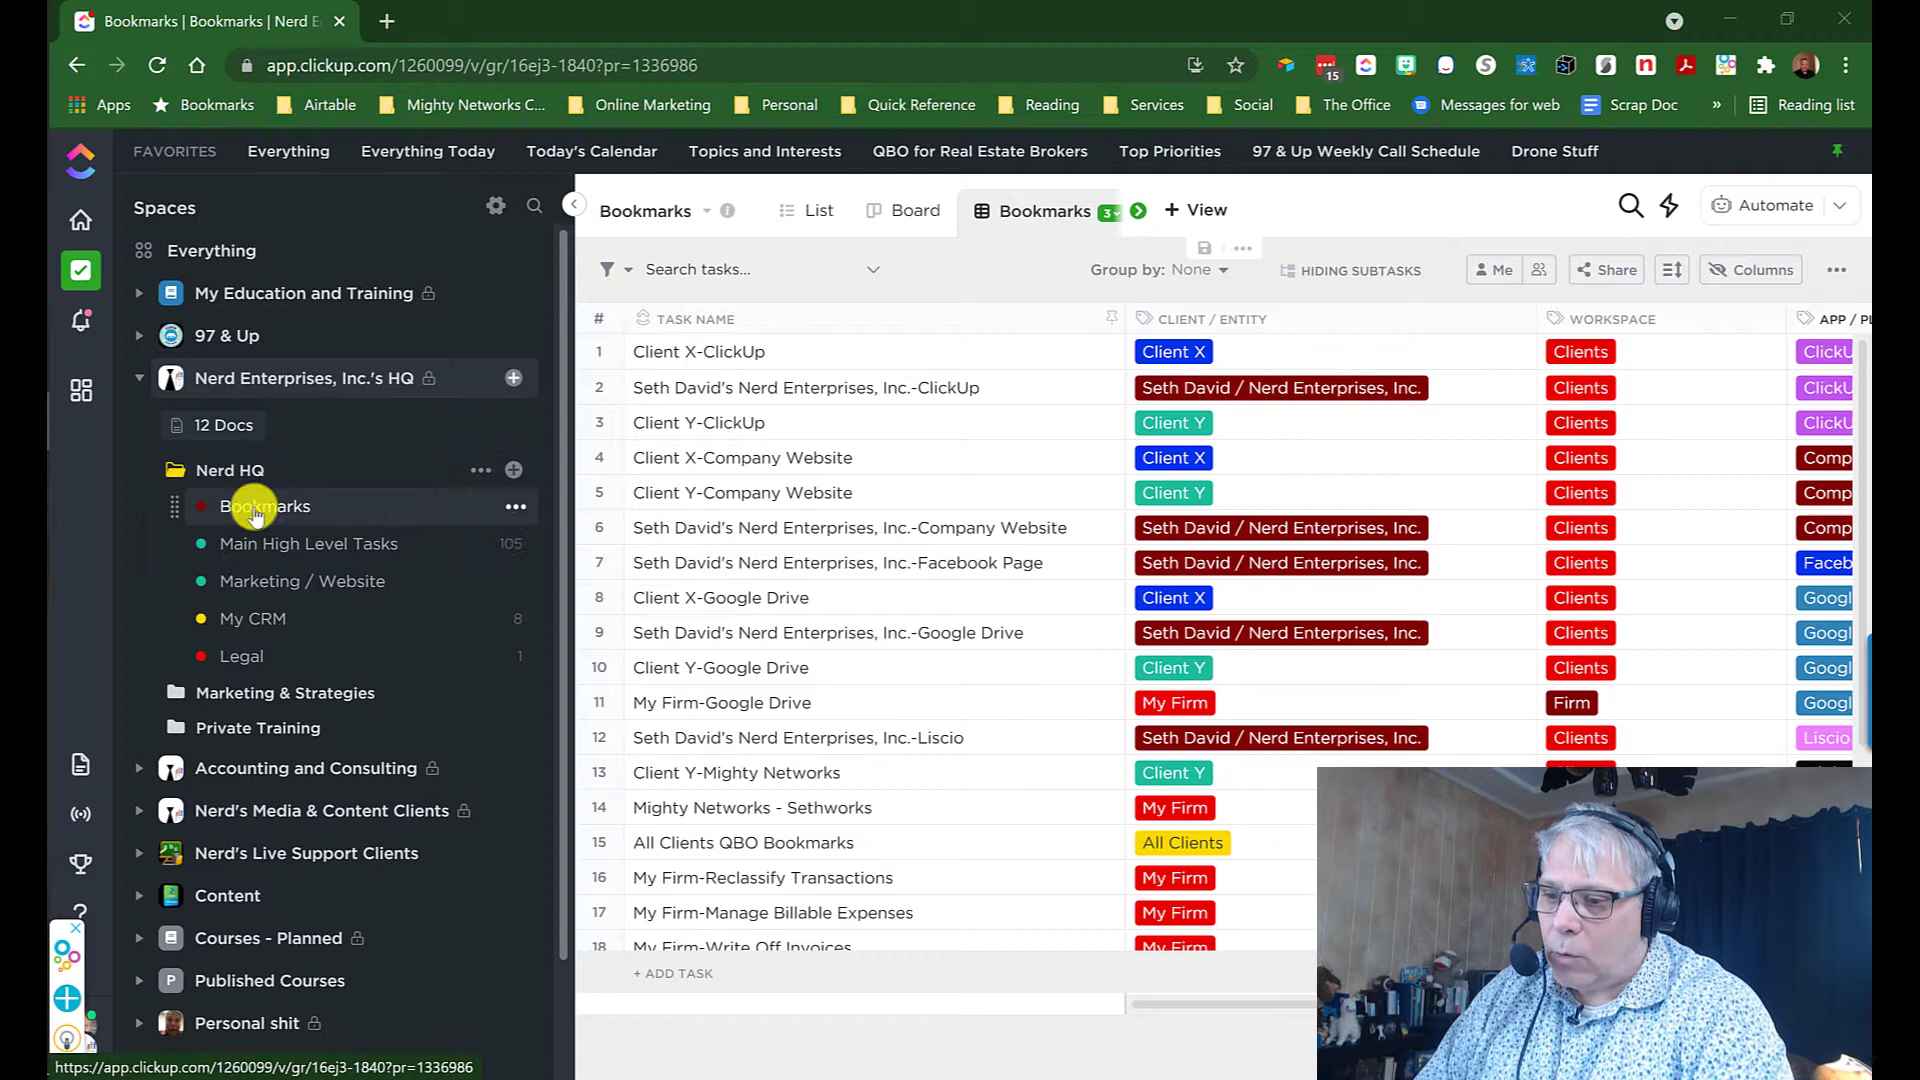 Bookmarks | Bookmarks | Nerd E
app.clickup.com/1260099/v/gr/16ej3-1840?pr=1336986
15
Apps Bookmarks Airtable Mighty Networks C... Online Marketing Personal Quick Reference Reading Services Social The Office Messages for web Scrap Doc » Reading list
FAVORITES Everything Everything Today Today's Calendar Topics and Interests QBO for Real Estate Brokers Top Priorities 97 & Up Weekly Call Schedule Drone Stuff
Spaces
Everything
My Education and Training
97 & Up
Nerd Enterprises, Inc.'s HQ
12 Docs
Nerd HQ
Bookmarks
Main High Level Tasks 105
Marketing / Website
My CRM 8
Legal 1
Marketing & Strategies
Private Training
Accounting and Consulting
Nerd's Media & Content Clients
Nerd's Live Support Clients
Content
Courses - Planned
P Published Courses
Personal shit
https://app.clickup.com/1260099/v/gr/16ej3-1840?pr=1336986
Bookmarks List Board Bookmarks 3 + View Automate
Search tasks... Group by: None HIDING SUBTASKS Me Share Columns
# TASK NAME CLIENT / ENTITY WORKSPACE APP / PL
1 Client X-ClickUp Client X Clients ClickU
2 Seth David's Nerd Enterprises, Inc.-ClickUp Seth David / Nerd Enterprises, Inc. Clients ClickU
3 Client Y-ClickUp Client Y Clients ClickU
4 Client X-Company Website Client X Clients Comp
5 Client Y-Company Website Client Y Clients Comp
6 Seth David's Nerd Enterprises, Inc.-Company Website Seth David / Nerd Enterprises, Inc. Clients Comp
7 Seth David's Nerd Enterprises, Inc.-Facebook Page Seth David / Nerd Enterprises, Inc. Clients Faceb
8 Client X-Google Drive Client X Clients Googl
9 Seth David's Nerd Enterprises, Inc.-Google Drive Seth David / Nerd Enterprises, Inc. Clients Googl
10 Client Y-Google Drive Client Y Clients Googl
11 My Firm-Google Drive My Firm Firm Googl
12 Seth David's Nerd Enterprises, Inc.-Liscio Seth David / Nerd Enterprises, Inc. Clients Liscio
13 Client Y-Mighty Networks Client Y
14 Mighty Networks - Sethworks My Firm
15 All Clients QBO Bookmarks All Clients
16 My Firm-Reclassify Transactions My Firm
17 My Firm-Manage Billable Expenses My Firm
18 My Firm-Write Off Invoices My Firm
+ ADD TASK